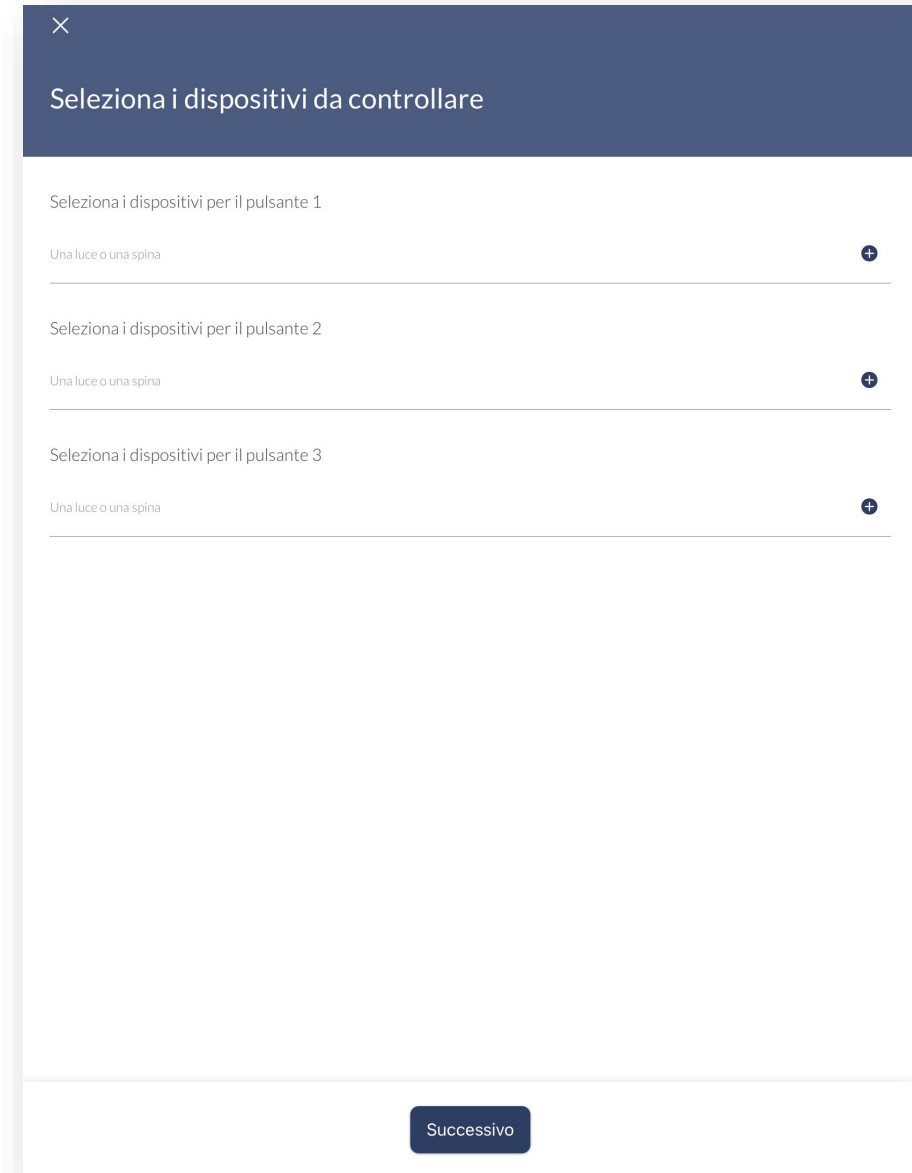 Seleziona i dispositivi da controllare
Seleziona i dispositivi per il pulsante 1
Una luce o una spina
Seleziona i dispositivi per il pulsante 2
Una luce o una spina
Seleziona i dispositivi per il pulsante 3
Una luce o una spina
Successivo